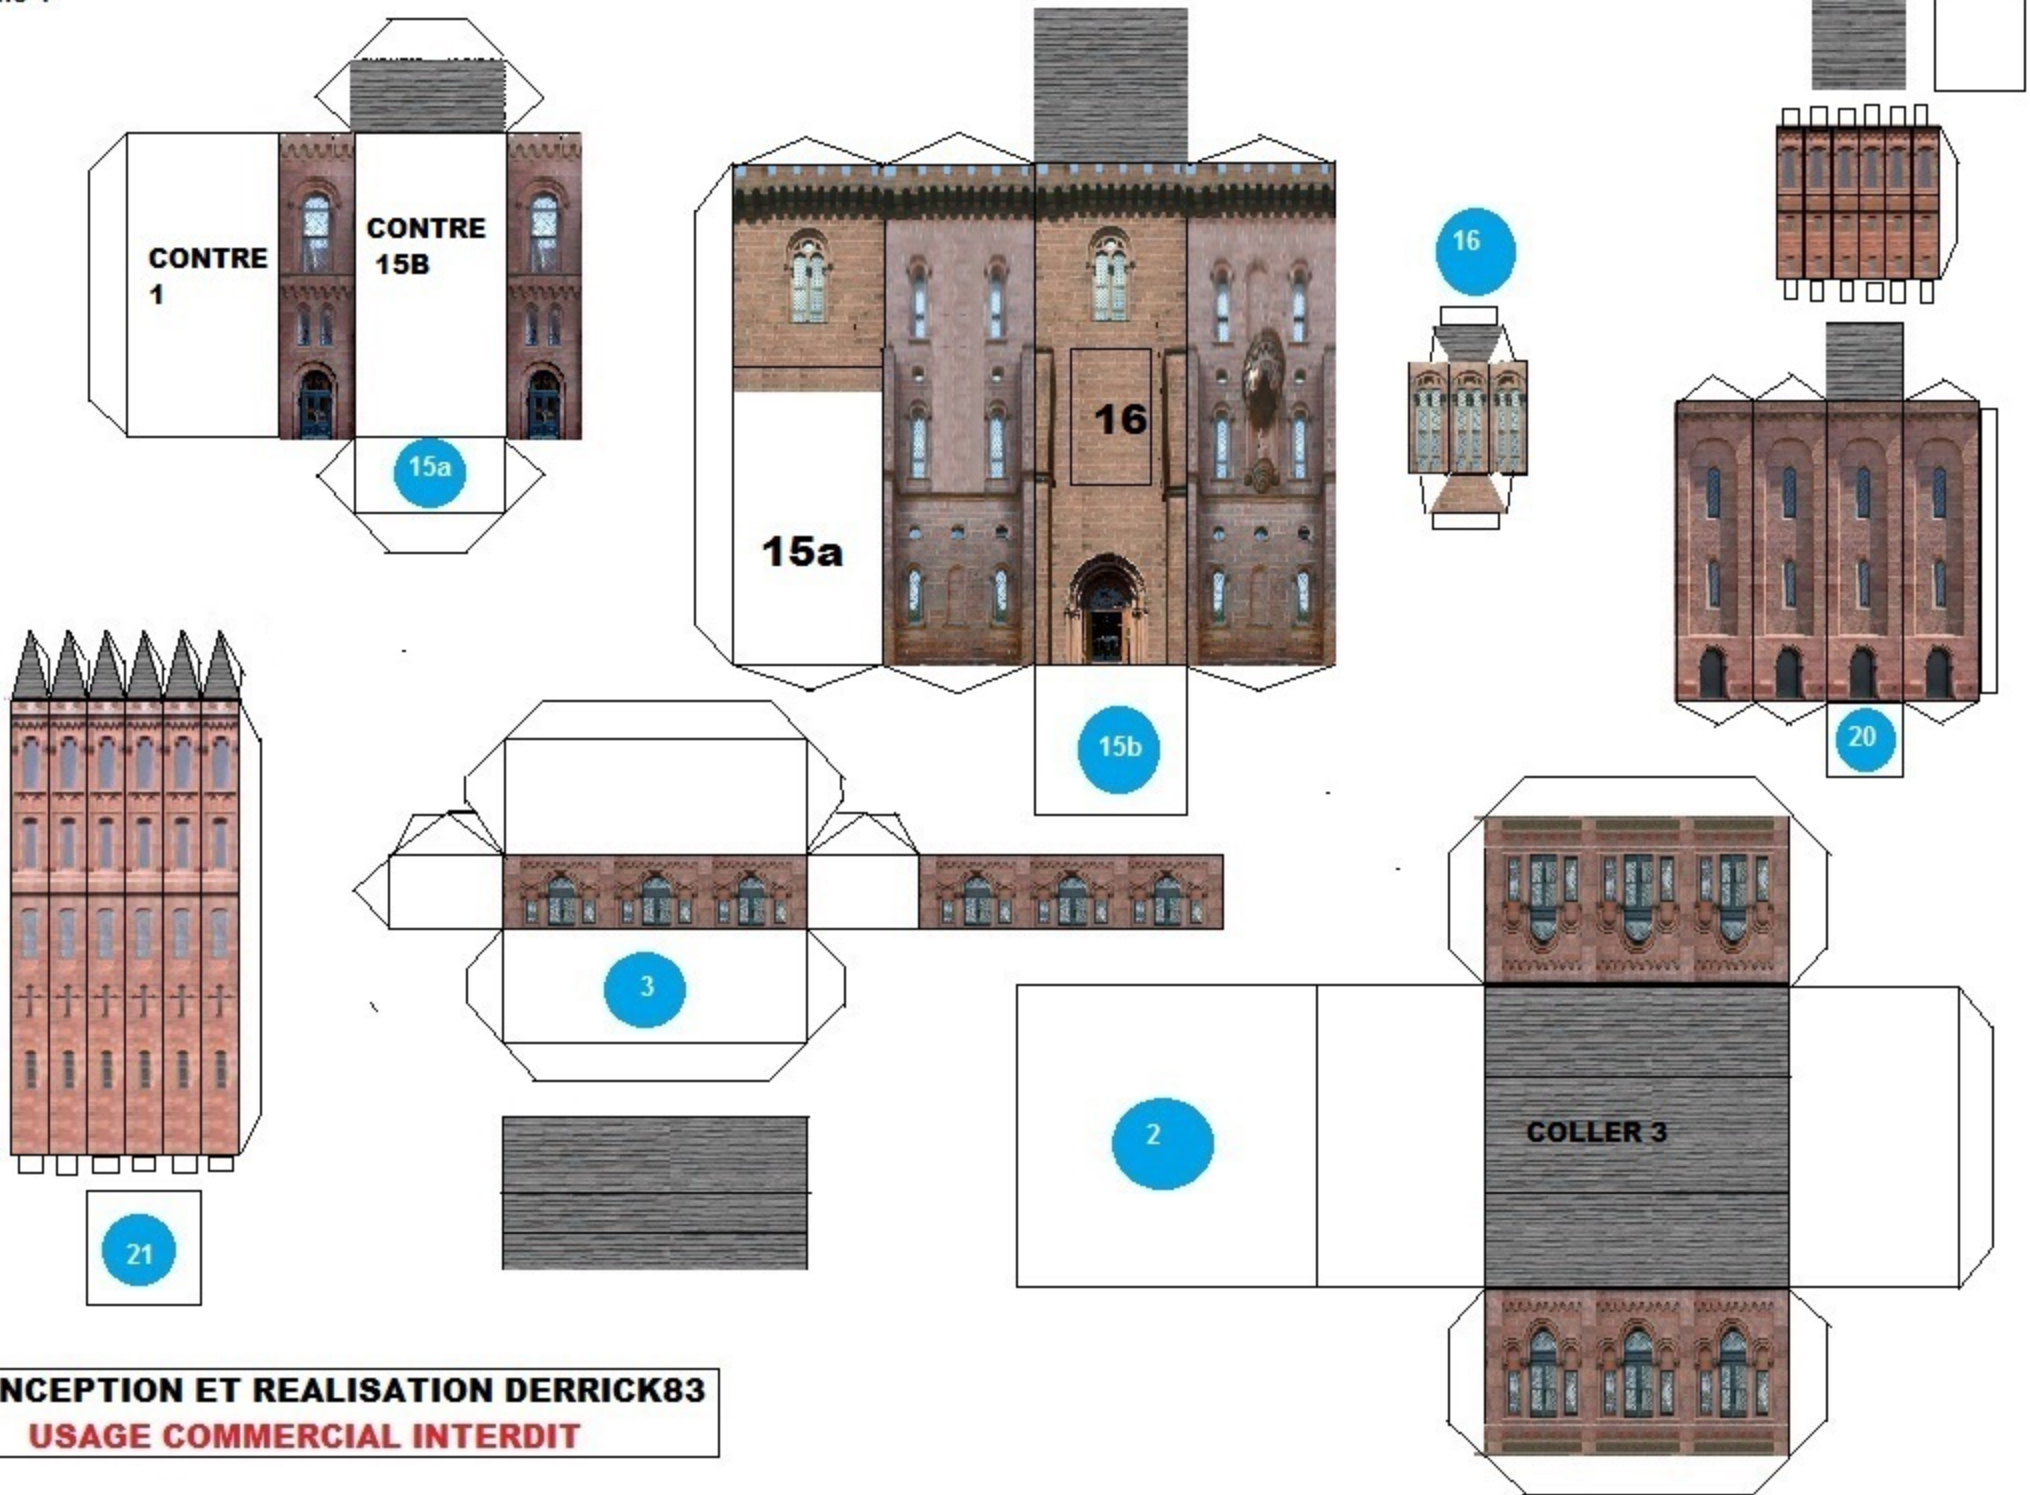 CONTRE
1
CONTRE
15B
15a
15a
16
15b
16
20
3
2
COLLER 3
21
NCEPTION ET REALISATION DERRICK83
USAGE COMMERCIAL INTERDIT